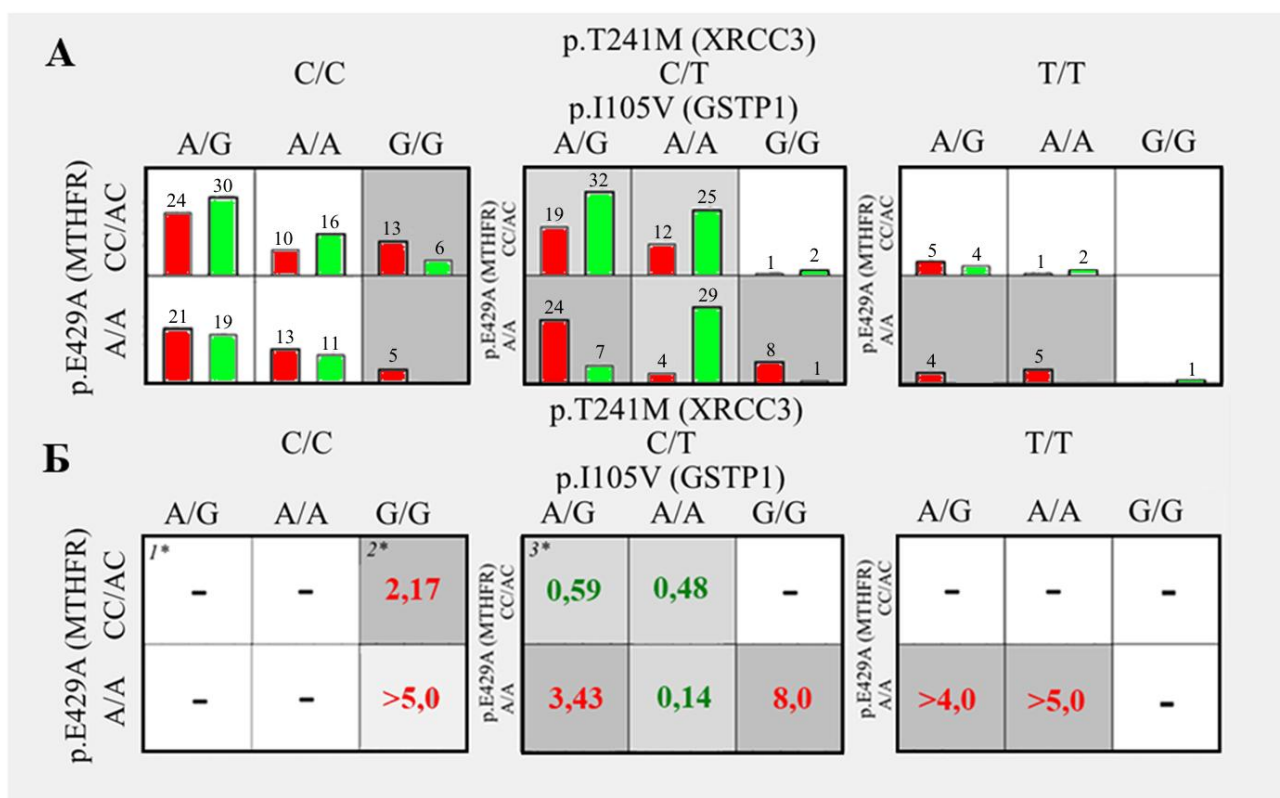 А
p.T241M (XRCC3)
C/C C/T T/T
p.I105V (GSTP1)
A/G A/A G/G A/G A/A G/G A/G A/A G/G
p.E429A (MTHFR)
CC/AC
A/A
p.E429A (MTHFR)
CC/AC
A/A
p.E429A (MTHFR)
CC/AC
A/A
24 30 10 16 13 6 19 32 12 25 1 2 5 4 1 2
21 19 13 11 5 24 7 4 29 8 1 4 5 1
p.T241M (XRCC3)
Б
C/C C/T T/T
p.I105V (GSTP1)
A/G A/A G/G A/G A/A G/G A/G A/A G/G
p.E429A (MTHFR)
CC/AC
A/A
p.E429A (MTHFR)
CC/AC
A/A
p.E429A (MTHFR)
CC/AC
A/A
1* 2* 3*
- - 2,17 0,59 0,48 - - - -
- - >5,0 3,43 0,14 8,0 >4,0 >5,0 -